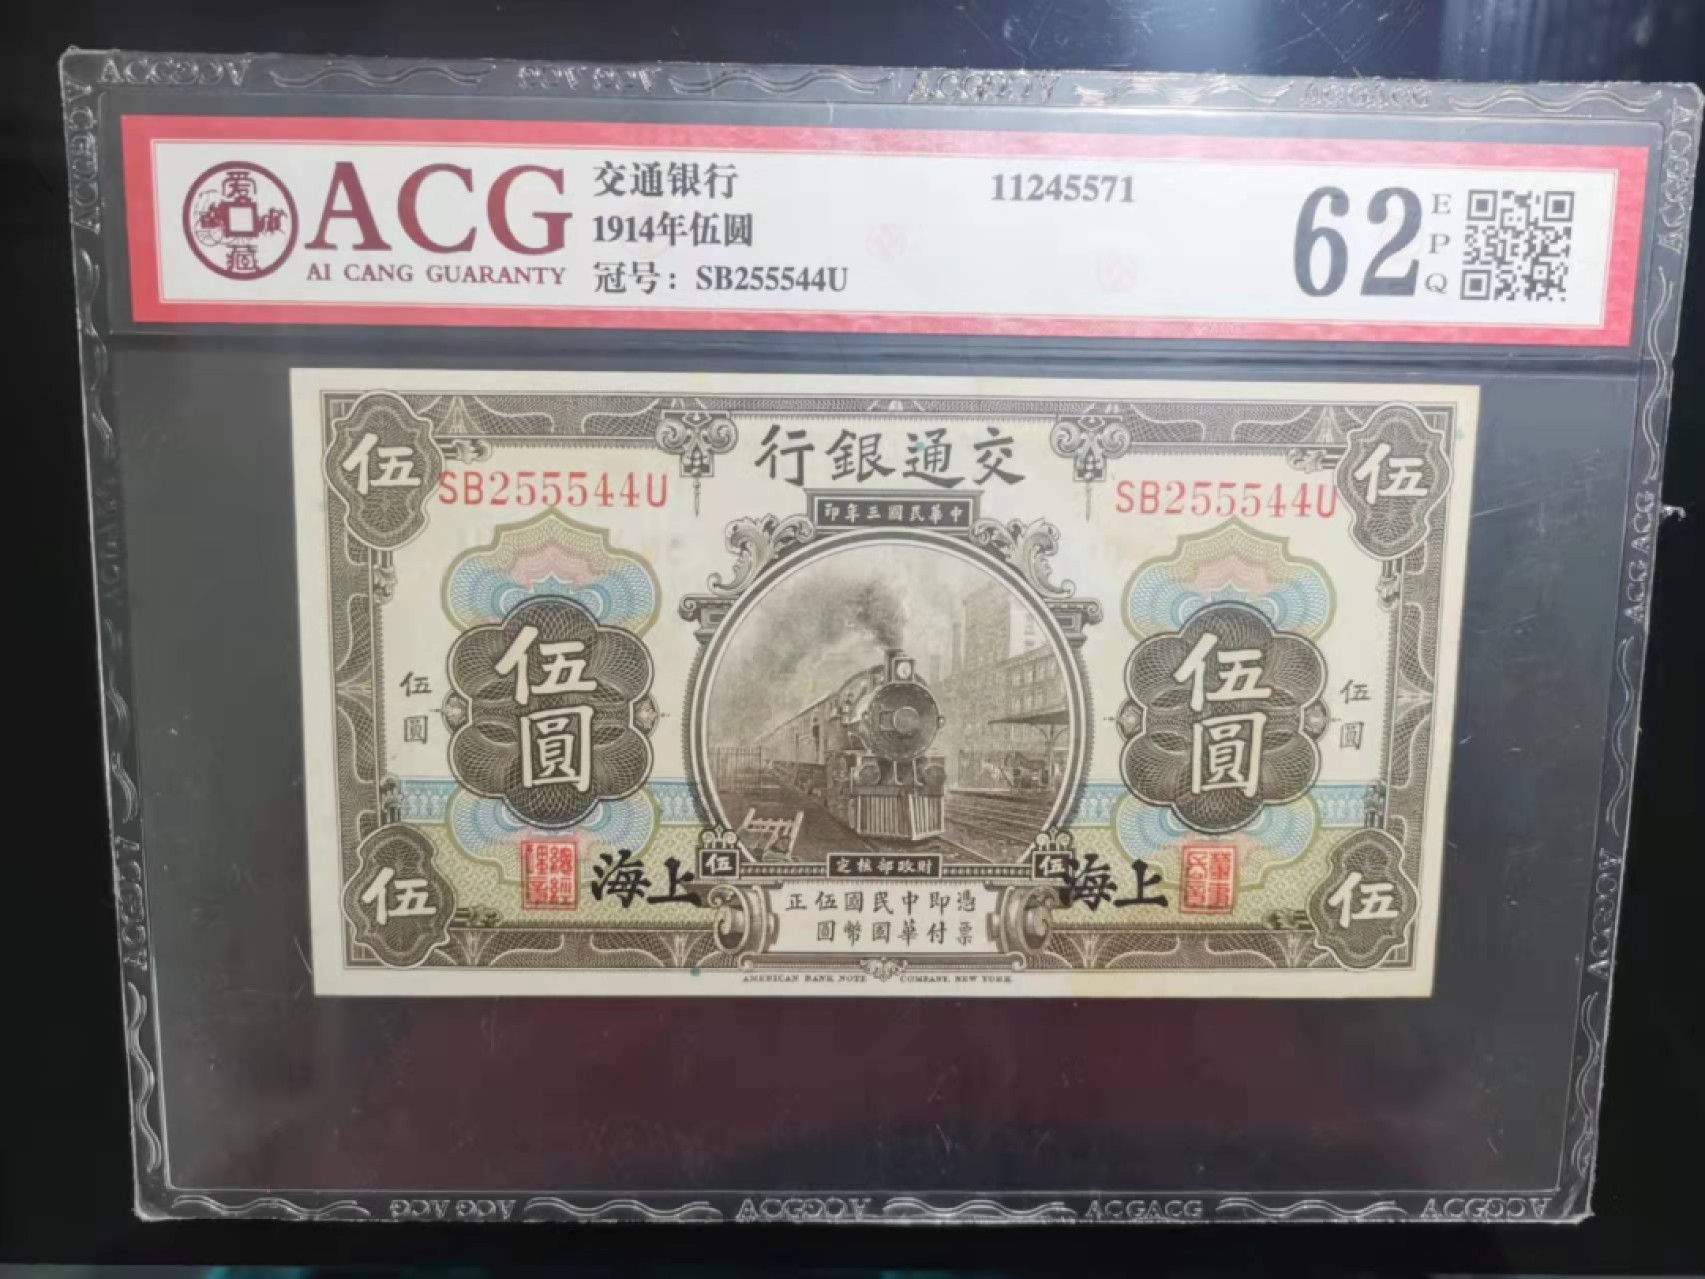 ACG
AI CANG GUARANTY
爱藏
交通银行
1914年伍圆
冠号：SB255544U
11245571
62
EPQ
行銀通交
印年三國民華中
伍
伍
SB255544U
SB255544U
伍圓
伍圓
伍圓
伍圓
海上
海上
伍
伍
定核部政財
正伍國民中即憑
圓幣國華付票
伍
伍
AMERICAN BANK NOTE COMPANY, NEW YORK.